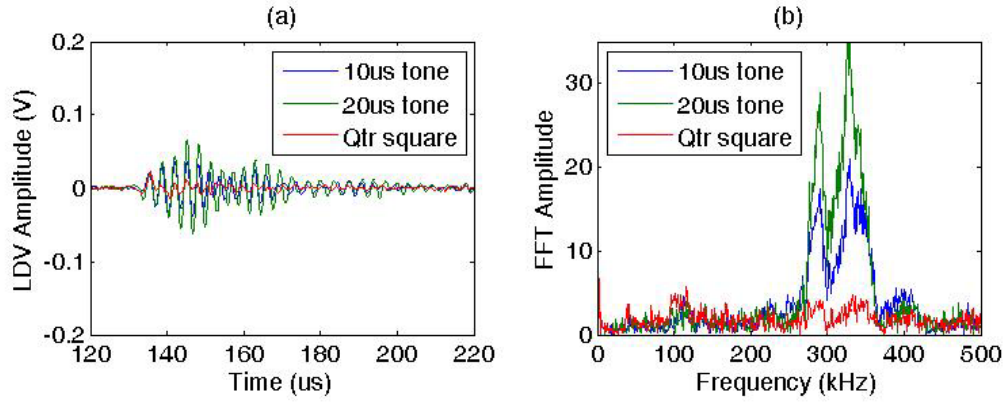 (a)
0.2
0.1
0
-0.1
-0.2
LDV Amplitude (V)
10us tone
20us tone
Qtr square
120 140 160 180 200 220
Time (us)
(b)
30
20
10
0
FFT Amplitude
10us tone
20us tone
Qtr square
0 100 200 300 400 500
Frequency (kHz)